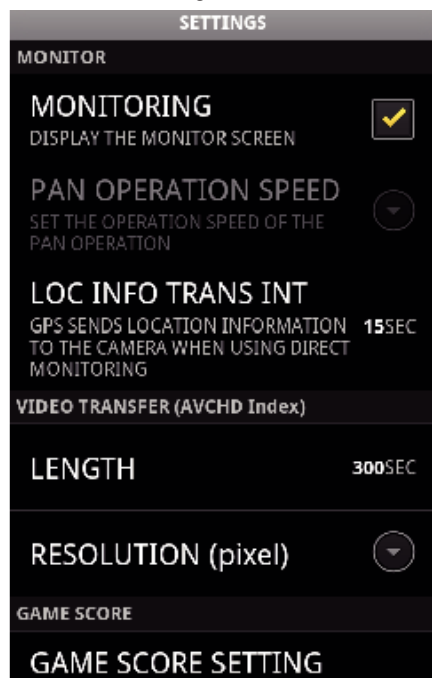 SETTINGS
MONITOR
MONITORING
DISPLAY THE MONITOR SCREEN
PAN OPERATION SPEED
SET THE OPERATION SPEED OF THE
PAN OPERATION
LOC INFO TRANS INT
GPS SENDS LOCATION INFORMATION
15SEC
TO THE CAMERA WHEN USING DIRECT
MONITORING
VIDEO TRANSFER (AVCHD Index)
LENGTH
300SEC
RESOLUTION (pixel)
GAME SCORE
GAME SCORE SETTING